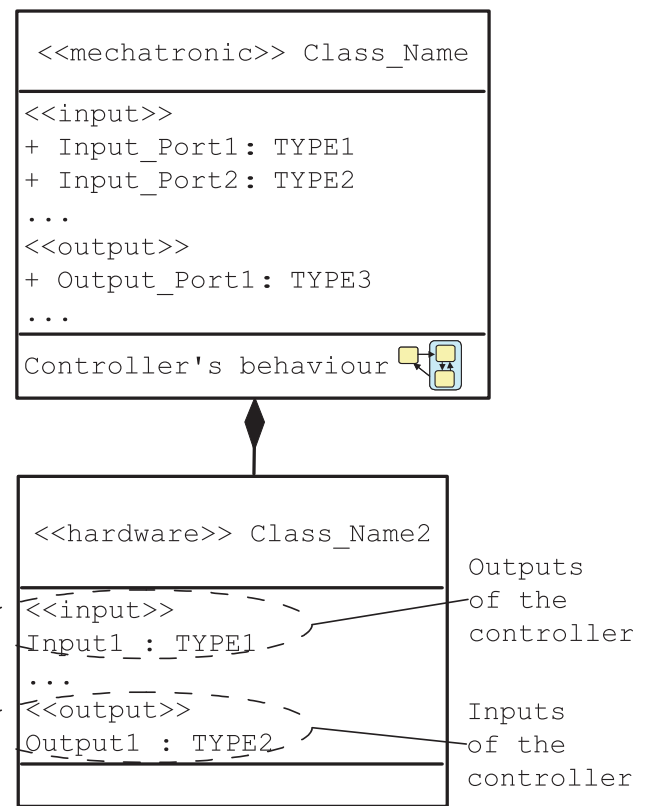 <<mechatronic>> Class_Name
<<input>>
+ Input_Port1: TYPE1
+ Input_Port2: TYPE2
...
<<output>>
+ Output_Port1: TYPE3
...
Controller's behaviour
<<hardware>> Class_Name2
<<input>>
Input1 : TYPE1
...
<<output>>
Output1 : TYPE2
Outputs
of the
controller
Inputs
of the
controller